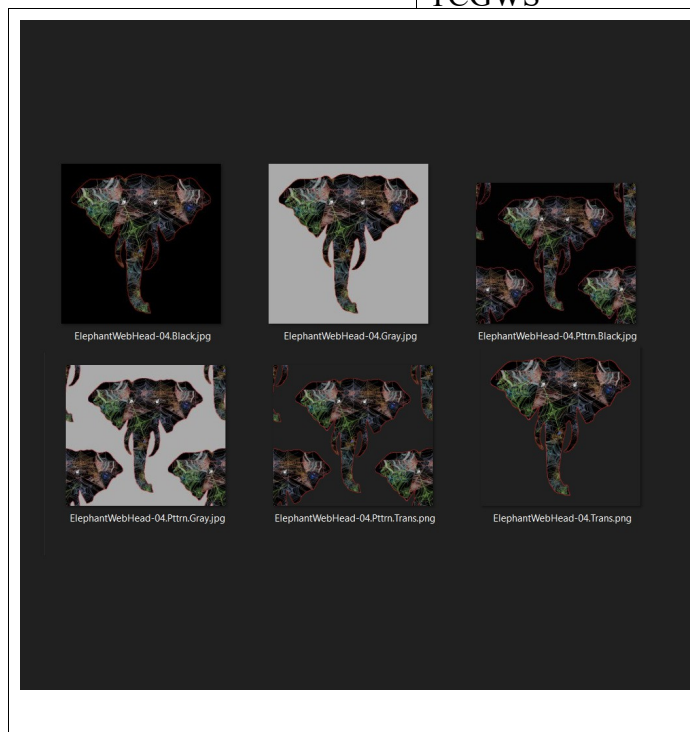 TCGWS
ElephantWebHead-04.Black.jpg
ElephantWebHead-04.Gray.jpg
ElephantWebHead-04.Pttrn.Black.jpg
ElephantWebHead-04.Pttrn.Gray.jpg
ElephantWebHead-04.Pttrn.Trans.png
ElephantWebHead-04.Trans.png